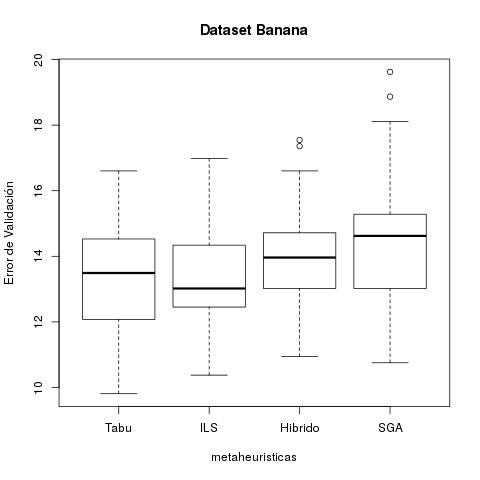 Dataset Banana
Error de Validación
20
18
16
14
12
10
Tabu ILS Hibrido SGA
metaheuristicas